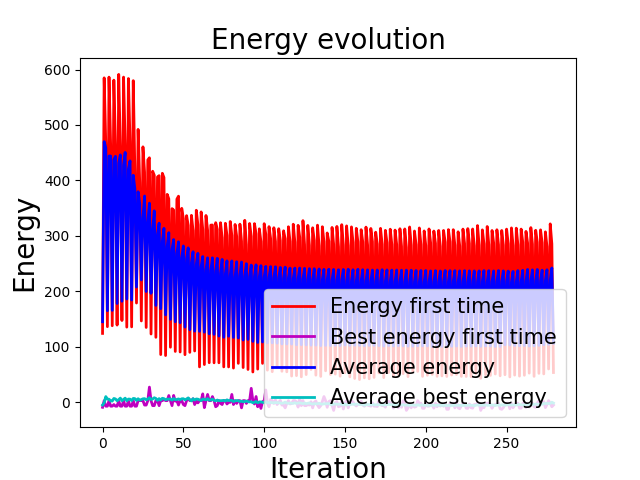 Energy evolution
600
500
400
300
200
100
0
Energy
Energy first time
Best energy first time
Average energy
Average best energy
0 50 100 150 200 250
Iteration